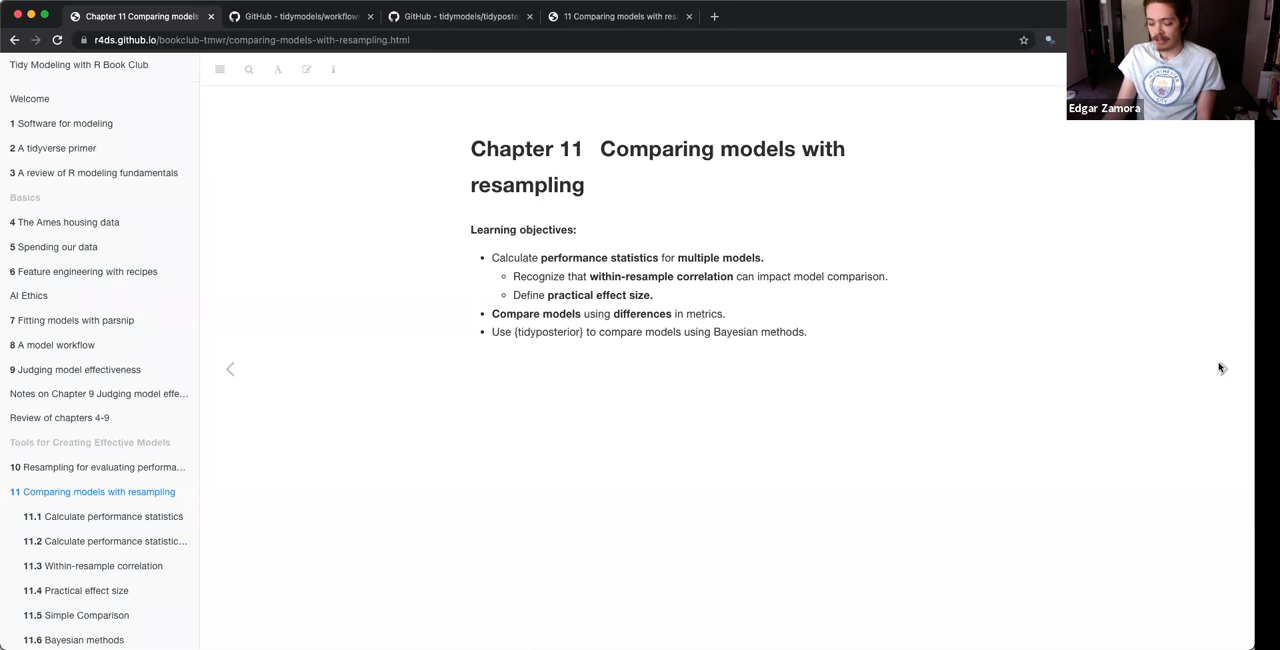 Chapter 11 Comparing models
GitHub - tidymodels/workflow
GitHub - tidymodels/tidyposte
11 Comparing models with res
r4ds.github.io/bookclub-tmwr/comparing-models-with-resampling.html
Edgar Zamora
MANCHESTER
CITY
Tidy Modeling with R Book Club
Welcome
1 Software for modeling
2 A tidyverse primer
3 A review of R modeling fundamentals
Basics
4 The Ames housing data
5 Spending our data
6 Feature engineering with recipes
AI Ethics
7 Fitting models with parsnip
8 A model workflow
9 Judging model effectiveness
Notes on Chapter 9 Judging model effe...
Review of chapters 4-9
Tools for Creating Effective Models
10 Resampling for evaluating performa...
11 Comparing models with resampling
11.1 Calculate performance statistics
11.2 Calculate performance statistic...
11.3 Within-resample correlation
11.4 Practical effect size
11.5 Simple Comparison
11.6 Bayesian methods
Chapter 11 Comparing models with
resampling
Learning objectives:
• Calculate performance statistics for multiple models.
◦ Recognize that within-resample correlation can impact model comparison.
◦ Define practical effect size.
• Compare models using differences in metrics.
• Use {tidyposterior} to compare models using Bayesian methods.